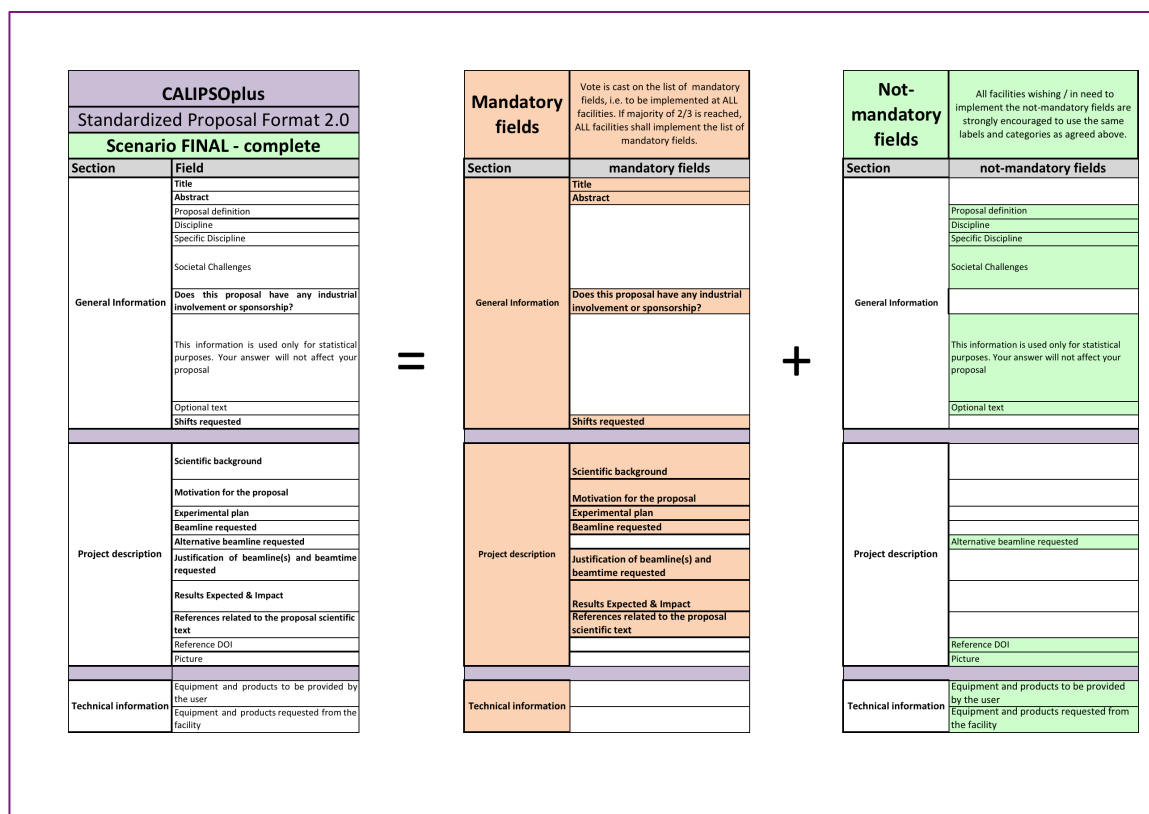 CALIPSOplus
Standardized Proposal Format 2.0
Scenario FINAL - complete
Section Field
General Information
Title
Abstract
Proposal definition
Discipline
Specific Discipline
Societal Challenges
Does this proposal have any industrial
involvement or sponsorship?
This information is used only for statistical
purposes. Your answer will not affect your
proposal
Optional text
Shifts requested
Project description
Scientific background
Motivation for the proposal
Experimental plan
Beamline requested
Alternative beamline requested
Justification of beamline(s) and beamtime
requested
Results Expected & Impact
References related to the proposal scientific
text
Reference DOI
Picture
Technical information
Equipment and products to be provided by
the user
Equipment and products requested from the
facility
=
Mandatory
fields
Vote is cast on the list of mandatory
fields, i.e. to be implemented at ALL
facilities. If majority of 2/3 is reached,
ALL facilities shall implement the list of
mandatory fields.
Section mandatory fields
General Information
Title
Abstract
Does this proposal have any industrial
involvement or sponsorship?
Shifts requested
Project description
Scientific background
Motivation for the proposal
Experimental plan
Beamline requested
Justification of beamline(s) and
beamtime requested
Results Expected & Impact
References related to the proposal
scientific text
Technical information
+
Not-
mandatory
fields
All facilities wishing / in need to
implement the not-mandatory fields are
strongly encouraged to use the same
labels and categories as agreed above.
Section not-mandatory fields
General Information
Proposal definition
Discipline
Specific Discipline
Societal Challenges
This information is used only for statistical
purposes. Your answer will not affect your
proposal
Optional text
Project description
Alternative beamline requested
Reference DOI
Picture
Technical information
Equipment and products to be provided
by the user
Equipment and products requested from
the facility